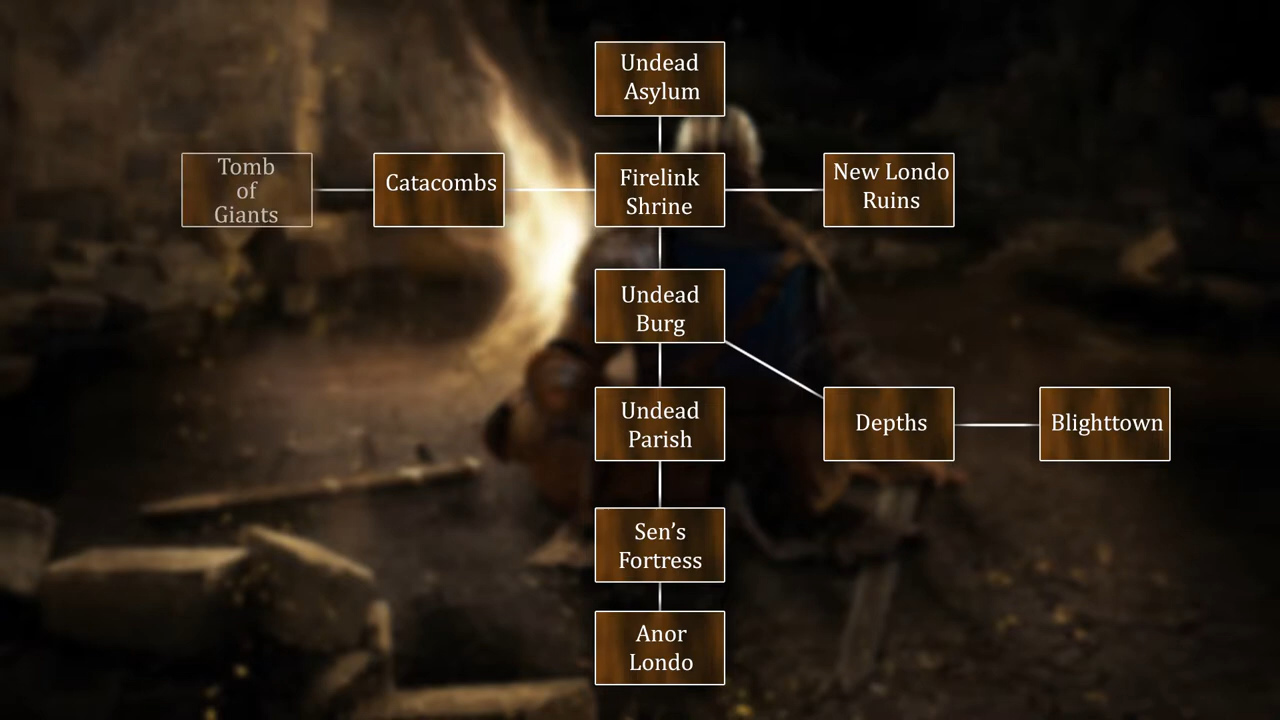 Undead
Asylum
Tomb
of
Giants
Catacombs
Firelink
Shrine
New Londo
Ruins
Undead
Burg
Undead
Parish
Depths
Blighttown
Sen’s
Fortress
Anor
Londo